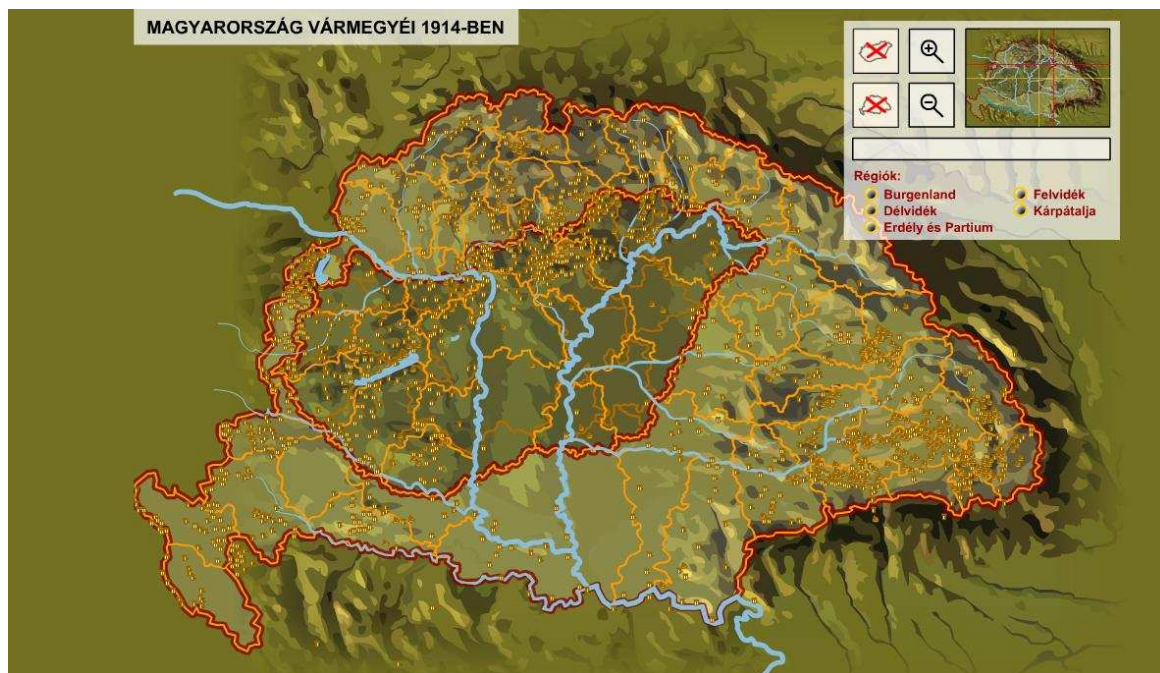 MAGYARORSZÁG VÁRMEGYÉI 1914-BEN
Régiók:
Burgenland
Felvidék
Délvidék
Kárpátalja
Erdély és Partium